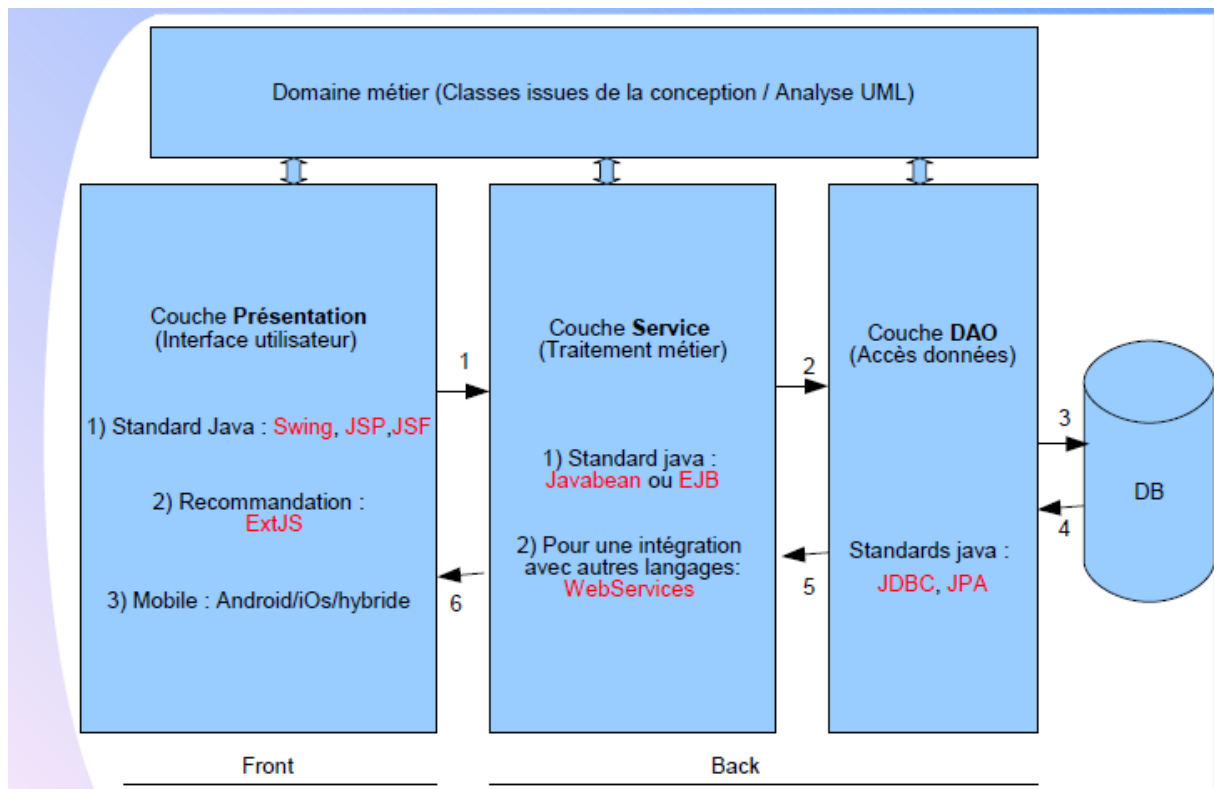 Domaine métier (Classes issues de la conception / Analyse UML)
Couche Présentation
(Interface utilisateur)
1) Standard Java : Swing, JSP,JSF
2) Recommandation :
ExtJS
3) Mobile : Android/iOs/hybride
1
6
Couche Service
(Traitement métier)
1) Standard java :
Javabean ou EJB
2) Pour une intégration
avec autres langages:
WebServices
2
5
Couche DAO
(Accès données)
Standards java :
JDBC, JPA
3
4
DB
Front
Back